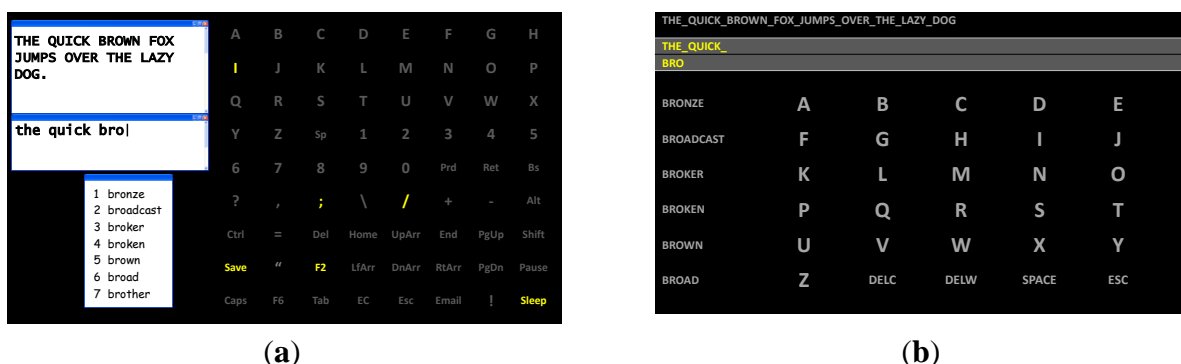 THE QUICK BROWN FOX
JUMPS OVER THE LAZY
DOG.
the quick bro|
1 bronze
2 broadcast
3 broker
4 broken
5 brown
6 broad
7 brother
A B C D E F G H
I J K L M N O P
Q R S T U V W X
Y Z Sp 1 2 3 4 5
6 7 8 9 0 Prd Ret Bs
? , ; \ / + - Alt
Ctrl = Del Home UpArr End PgUp Shift
Save " F2 LfArr DnArr RtArr PgDn Pause
Caps F6 Tab EC Esc Email ! Sleep
(a)
THE_QUICK_BROWN_FOX_JUMPS_OVER_THE_LAZY_DOG
THE_QUICK_
BRO
BRONZE A B C D E
BROADCAST F G H I J
BROKER K L M N O
BROKEN P Q R S T
BROWN U V W X Y
BROAD Z DELC DELW SPACE ESC
(b)